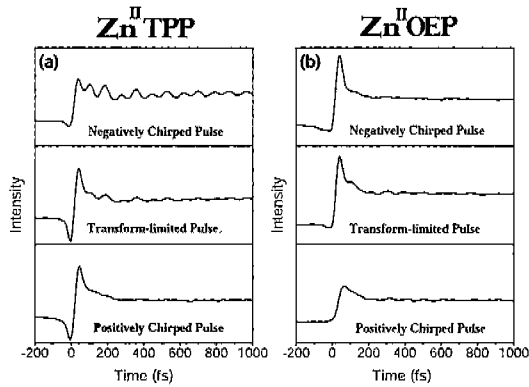 Zn^II TPP
Zn^II OEP
(a)
Negatively Chirped Pulse
Transform-limited Pulse
Positively Chirped Pulse
Intensity
-200 0 200 400 600 800 1000
Time (fs)
(b)
Negatively Chirped Pulse
Transform-limited Pulse
Positively Chirped Pulse
Intensity
-200 0 200 400 600 800 1000
Time (fs)